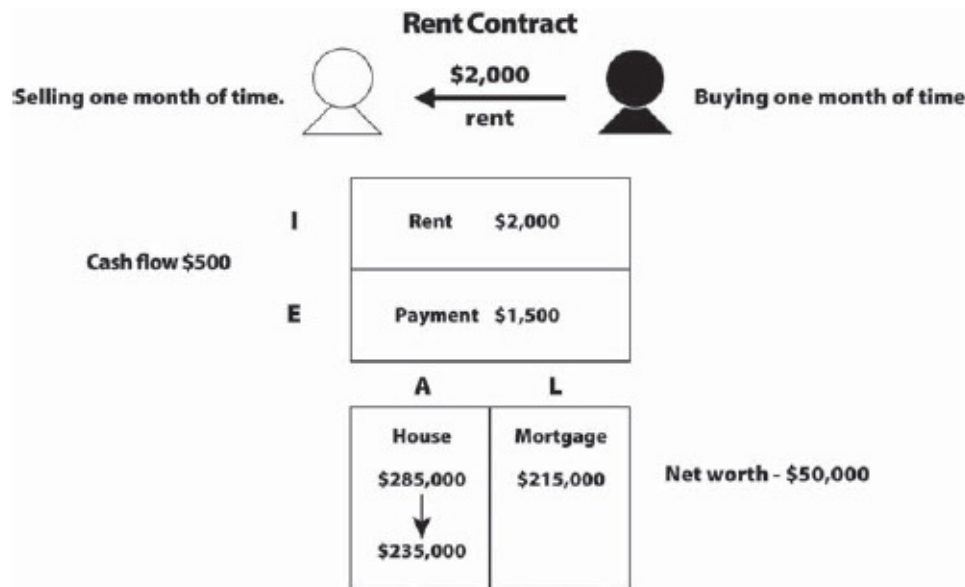 Rent Contract
$2,000
Selling one month of time.
Buying one month of time
rent
I
Rent $2,000
Cash flow $500
E
Payment $1,500
A L
House Mortgage
$285,000 $215,000
Net worth - $50,000
$235,000